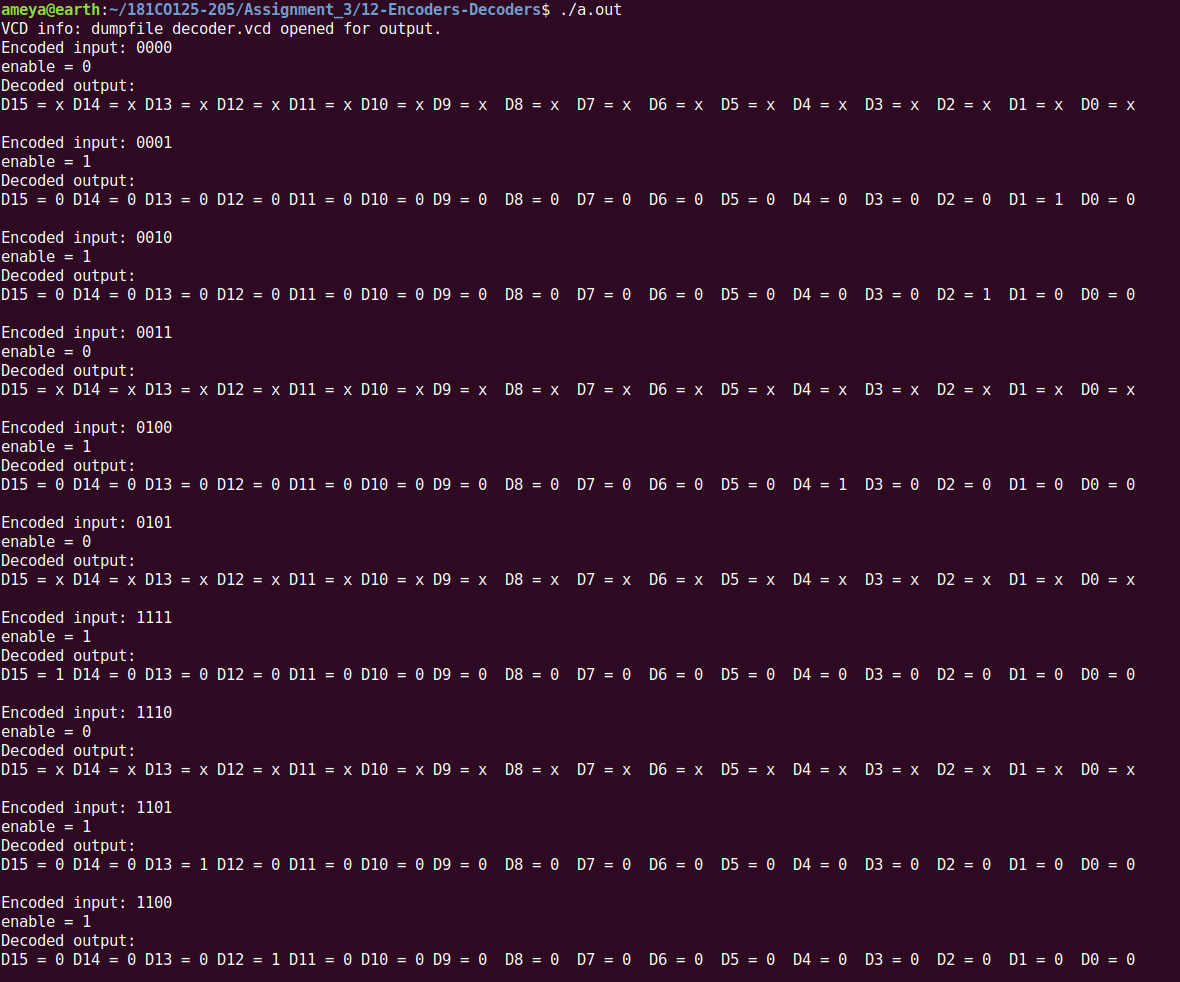 ameya@earth:~/181CO125-205/Assignment_3/12-Encoders-Decoders$ ./a.out
VCD info: dumpfile decoder.vcd opened for output.
Encoded input: 0000
enable = 0
Decoded output:
D15 = x D14 = x D13 = x D12 = x D11 = x D10 = x D9 = x  D8 = x  D7 = x  D6 = x  D5 = x  D4 = x  D3 = x  D2 = x  D1 = x  D0 = x

Encoded input: 0001
enable = 1
Decoded output:
D15 = 0 D14 = 0 D13 = 0 D12 = 0 D11 = 0 D10 = 0 D9 = 0  D8 = 0  D7 = 0  D6 = 0  D5 = 0  D4 = 0  D3 = 0  D2 = 0  D1 = 1  D0 = 0

Encoded input: 0010
enable = 1
Decoded output:
D15 = 0 D14 = 0 D13 = 0 D12 = 0 D11 = 0 D10 = 0 D9 = 0  D8 = 0  D7 = 0  D6 = 0  D5 = 0  D4 = 0  D3 = 0  D2 = 1  D1 = 0  D0 = 0

Encoded input: 0011
enable = 0
Decoded output:
D15 = x D14 = x D13 = x D12 = x D11 = x D10 = x D9 = x  D8 = x  D7 = x  D6 = x  D5 = x  D4 = x  D3 = x  D2 = x  D1 = x  D0 = x

Encoded input: 0100
enable = 1
Decoded output:
D15 = 0 D14 = 0 D13 = 0 D12 = 0 D11 = 0 D10 = 0 D9 = 0  D8 = 0  D7 = 0  D6 = 0  D5 = 0  D4 = 1  D3 = 0  D2 = 0  D1 = 0  D0 = 0

Encoded input: 0101
enable = 0
Decoded output:
D15 = x D14 = x D13 = x D12 = x D11 = x D10 = x D9 = x  D8 = x  D7 = x  D6 = x  D5 = x  D4 = x  D3 = x  D2 = x  D1 = x  D0 = x

Encoded input: 1111
enable = 1
Decoded output:
D15 = 1 D14 = 0 D13 = 0 D12 = 0 D11 = 0 D10 = 0 D9 = 0  D8 = 0  D7 = 0  D6 = 0  D5 = 0  D4 = 0  D3 = 0  D2 = 0  D1 = 0  D0 = 0

Encoded input: 1110
enable = 0
Decoded output:
D15 = x D14 = x D13 = x D12 = x D11 = x D10 = x D9 = x  D8 = x  D7 = x  D6 = x  D5 = x  D4 = x  D3 = x  D2 = x  D1 = x  D0 = x

Encoded input: 1101
enable = 1
Decoded output:
D15 = 0 D14 = 0 D13 = 1 D12 = 0 D11 = 0 D10 = 0 D9 = 0  D8 = 0  D7 = 0  D6 = 0  D5 = 0  D4 = 0  D3 = 0  D2 = 0  D1 = 0  D0 = 0

Encoded input: 1100
enable = 1
Decoded output:
D15 = 0 D14 = 0 D13 = 0 D12 = 1 D11 = 0 D10 = 0 D9 = 0  D8 = 0  D7 = 0  D6 = 0  D5 = 0  D4 = 0  D3 = 0  D2 = 0  D1 = 0  D0 = 0